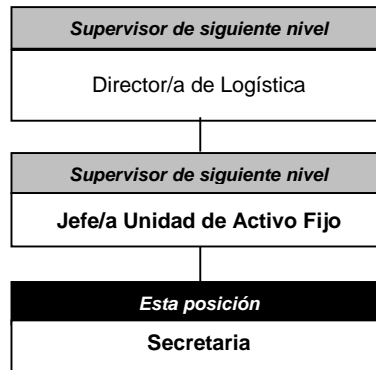 Supervisor de siguiente nivel
Director/a de Logística
Supervisor de siguiente nivel
Jefe/a Unidad de Activo Fijo
Esta posición
Secretaria